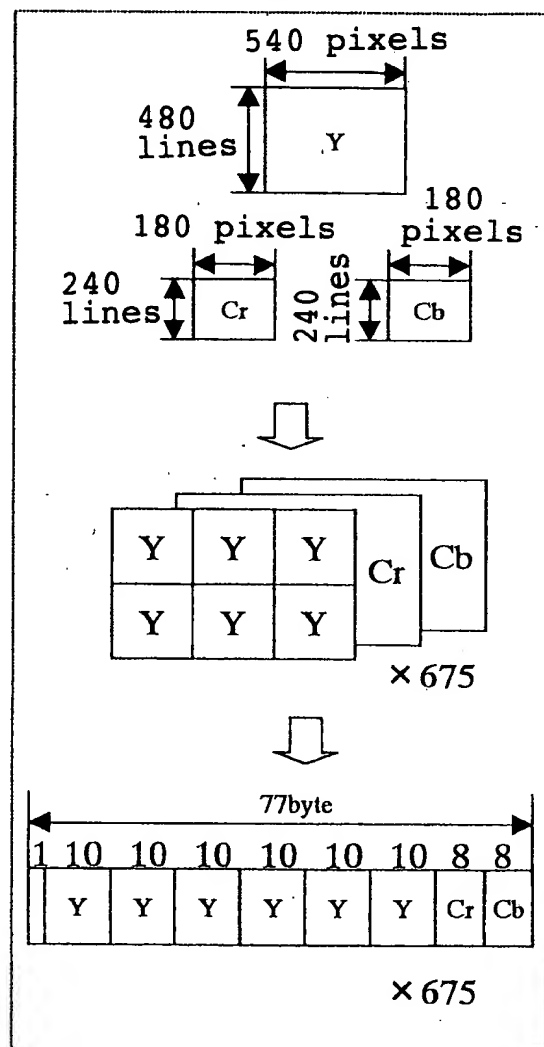 540 pixels
480
lines
Y
180
180 pixels
pixels
240
lines
Cr
240
lines
Cb
Y Y Y
Cr Cb
Y Y Y
× 675
77byte
1 10 10 10 10 10 10 8 8
Y Y Y Y Y Y Cr Cb
× 675